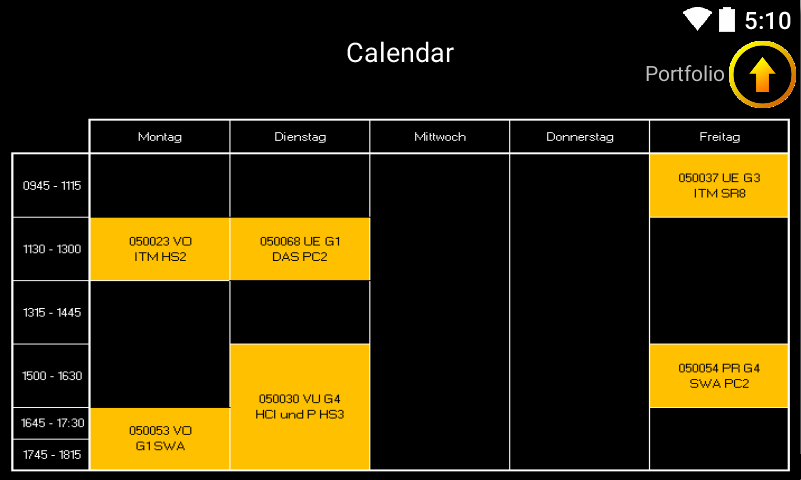 5:10
Calendar
Portfolio
Montag Dienstag Mittwoch Donnerstag Freitag
0945 - 1115
050037 UE G3
ITM SR8
1130 - 1300
050023 VO
ITM HS2
050068 UE G1
DAS PC2
1315 - 1445
1500 - 1630
050030 VU G4
HCI und P HS3
050054 PR G4
SWA PC2
1645 - 17:30
050053 VO
G1 SWA
1745 - 1815